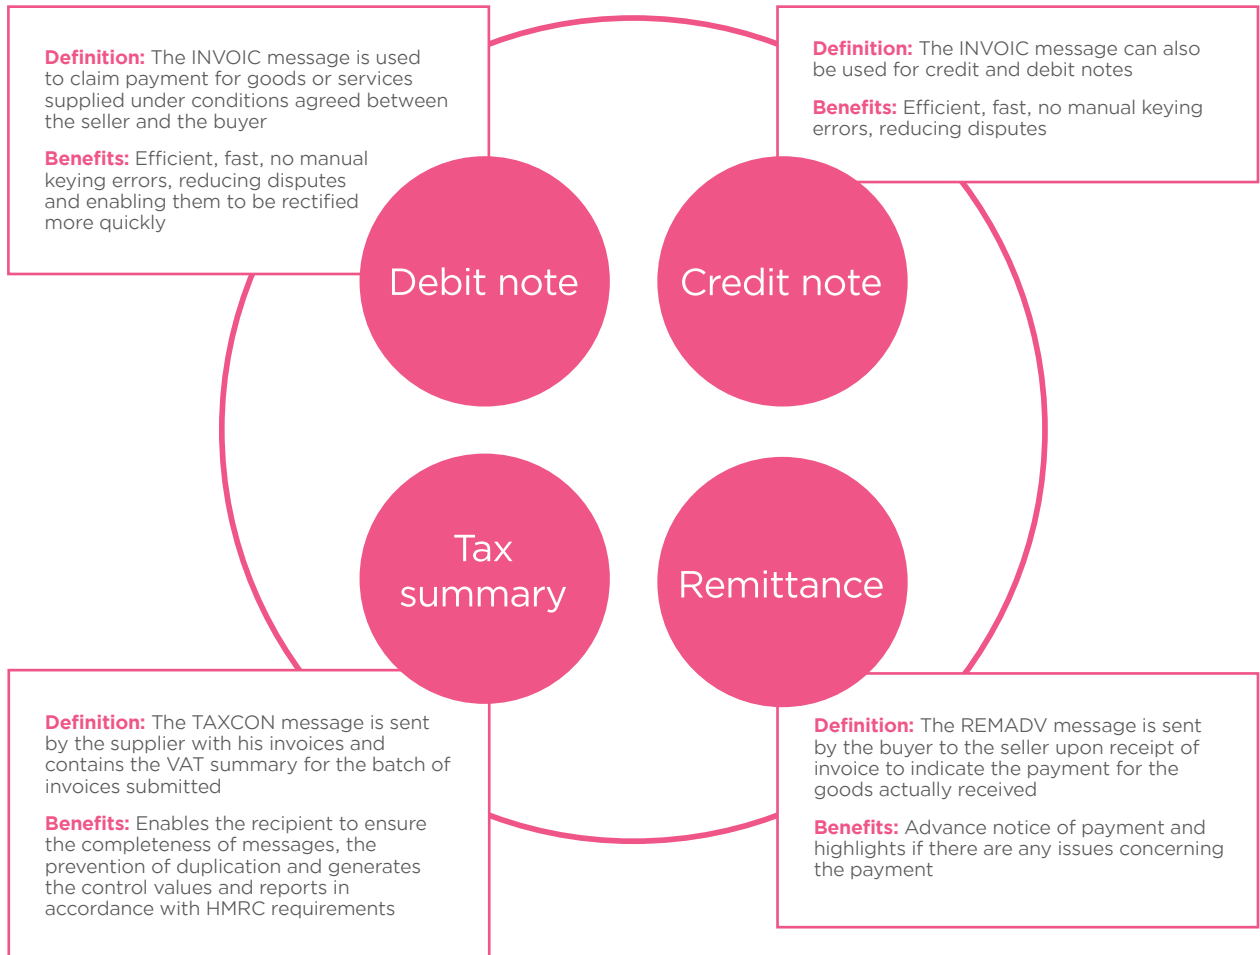 Definition: The INVOIC message is used
to claim payment for goods or services
supplied under conditions agreed between
the seller and the buyer
Benefits: Efficient, fast, no manual
keying errors, reducing disputes
and enabling them to be rectified
more quickly
Definition: The INVOIC message can also
be used for credit and debit notes
Benefits: Efficient, fast, no manual keying
errors, reducing disputes
Debit note
Credit note
Tax
summary
Remittance
Definition: The TAXCON message is sent
by the supplier with his invoices and
contains the VAT summary for the batch of
invoices submitted
Benefits: Enables the recipient to ensure
the completeness of messages, the
prevention of duplication and generates
the control values and reports in
accordance with HMRC requirements
Definition: The REMADV message is sent
by the buyer to the seller upon receipt of
invoice to indicate the payment for the
goods actually received
Benefits: Advance notice of payment and
highlights if there are any issues concerning
the payment